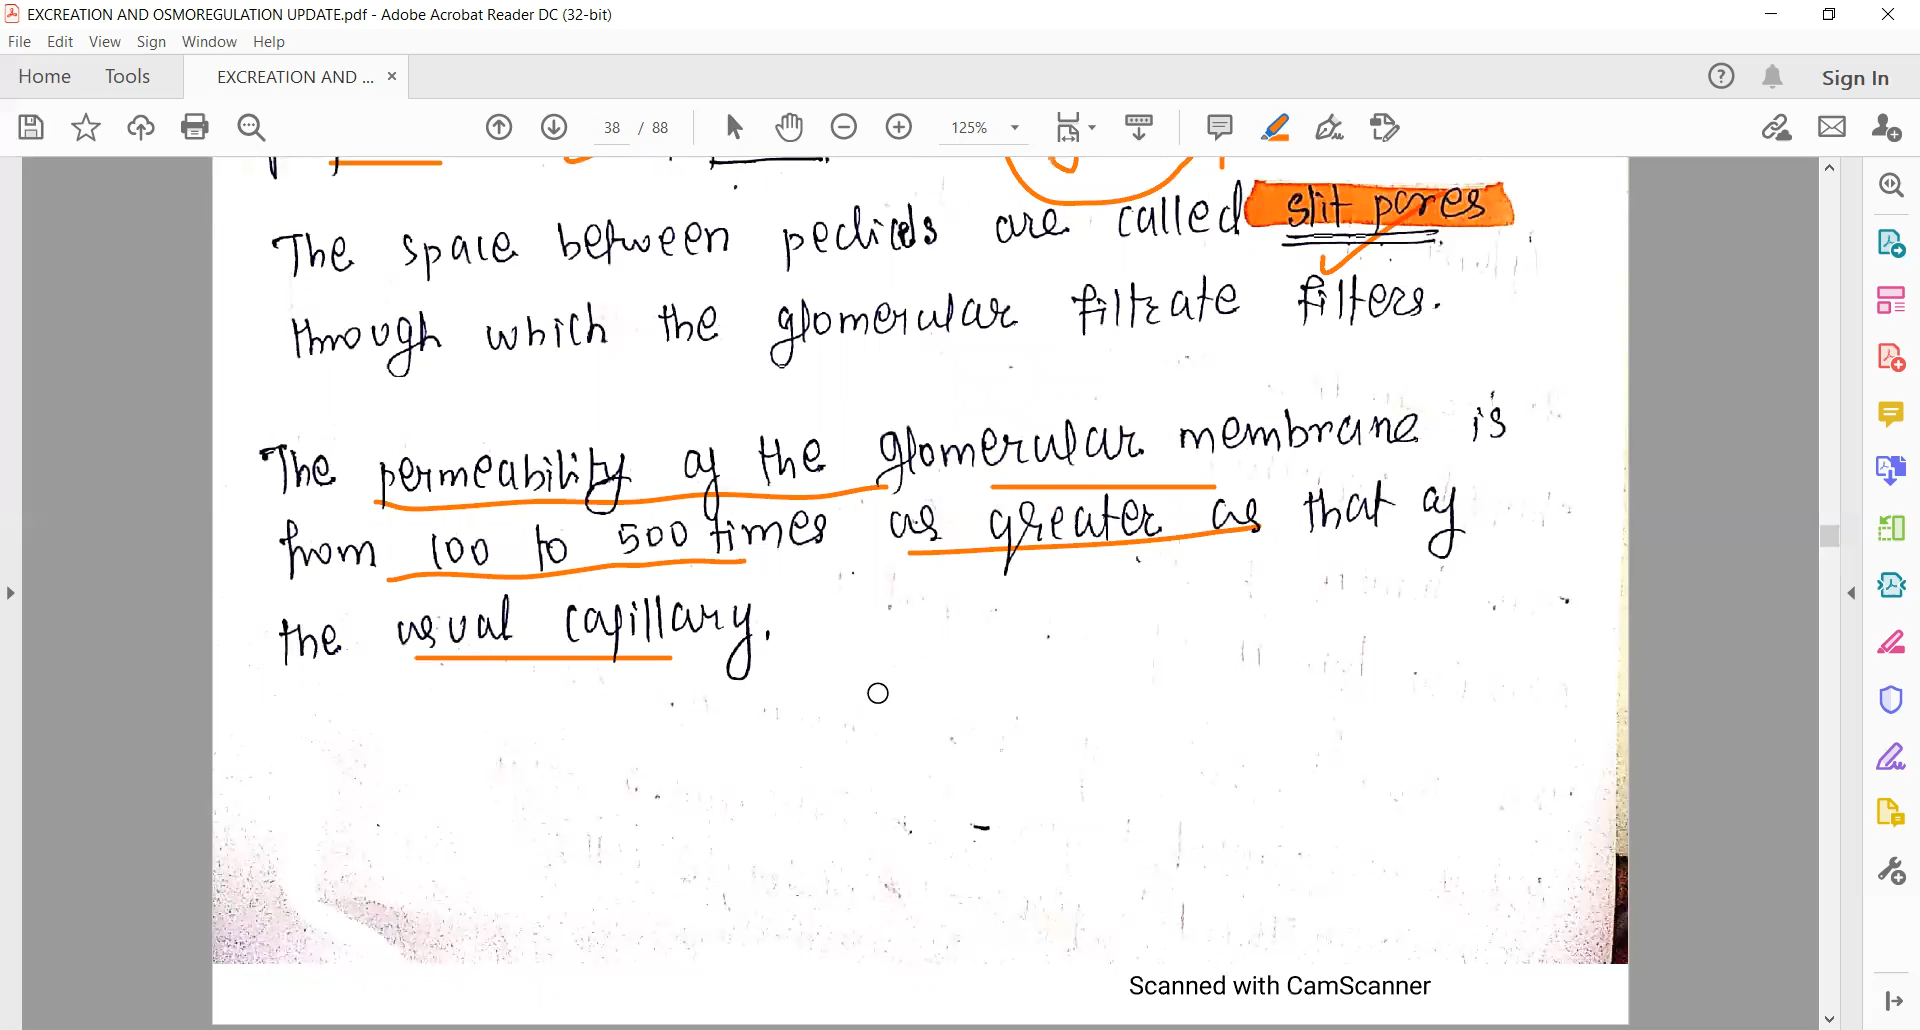 EXCREATION AND OSMOREGULATION UPDATE.pdf - Adobe Acrobat Reader DC (32-bit)
File Edit View Sign Window Help
Home Tools EXCREATION AND ... × Sign In
38 / 88 125%
The space between pedicels are called slit pores
through which the glomerular filtrate filters.
The permeability of the glomerular membrane is
from 100 to 500 times as greater as that of
the usual capillary.
Scanned with CamScanner